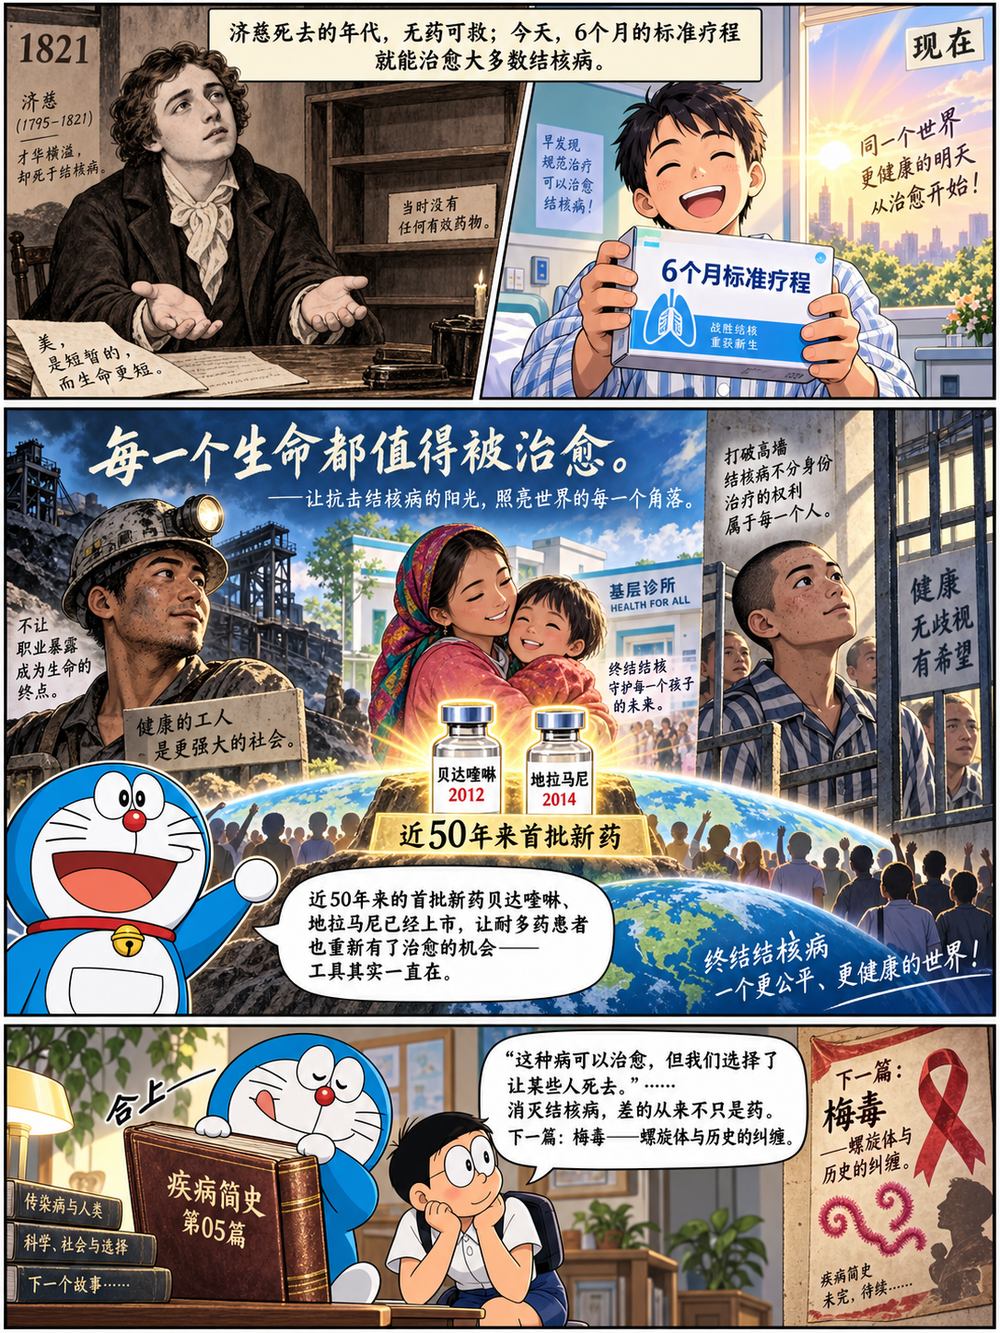 济慈死去的年代，无药可救；今天，6个月的标准疗程
就能治愈大多数结核病。
1821
济慈
(1795–1821)
才华横溢，
却死于结核病。
当时没有
任何有效药物。
美，
是短暂的，
而生命更短。
现在
早发现
规范治疗
可以治愈
结核病！
同一个世界
更健康的明天
从治愈开始！
6个月标准疗程
战胜结核
重获新生
每一个生命都值得被治愈。
——让抗击结核病的阳光，照亮世界的每一个角落。
打破高墙
结核病不分身份
治疗的权利
属于每一个人。
不让
职业暴露
成为生命的
终点。
健康的工人
是更强大的社会。
基层诊所
HEALTH FOR ALL
终结结核
守护每一个孩子
的未来。
健康
无歧视
有希望
贝达喹啉
2012
地拉马尼
2014
近50年来首批新药
近50年来的首批新药贝达喹啉、
地拉马尼已经上市，让耐多药患者
也重新有了治愈的机会——
工具其实一直在。
终结结核病
一个更公平、更健康的世界！
合上—
疾病简史
第05篇
传染病与人类
科学、社会与选择
下一个故事……
“这种病可以治愈，但我们选择了
让某些人死去。”……
消灭结核病，差的从来不只是药。
下一篇：梅毒——螺旋体与历史的纠缠。
下一篇：
梅毒
——螺旋体与
历史的纠缠。
疾病简史
未完，待续……